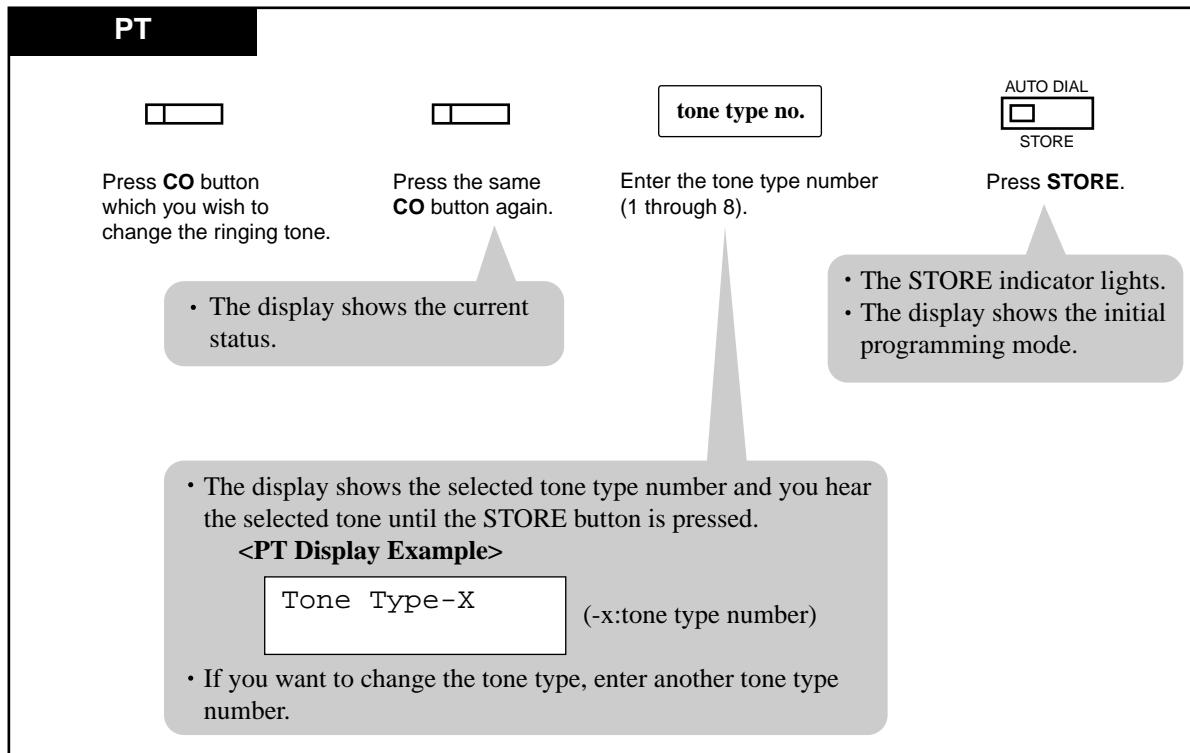 PT
AUTO DIAL
tone type no.
STORE
Press CO button
which you wish to
change the ringing tone.
Press the same
CO button again.
Enter the tone type number
(1 through 8).
Press STORE.
・The display shows the current
status.
・The STORE indicator lights.
・The display shows the initial
programming mode.
・The display shows the selected tone type number and you hear
the selected tone until the STORE button is pressed.
<PT Display Example>
Tone Type-X
(-x:tone type number)
・If you want to change the tone type, enter another tone type
number.